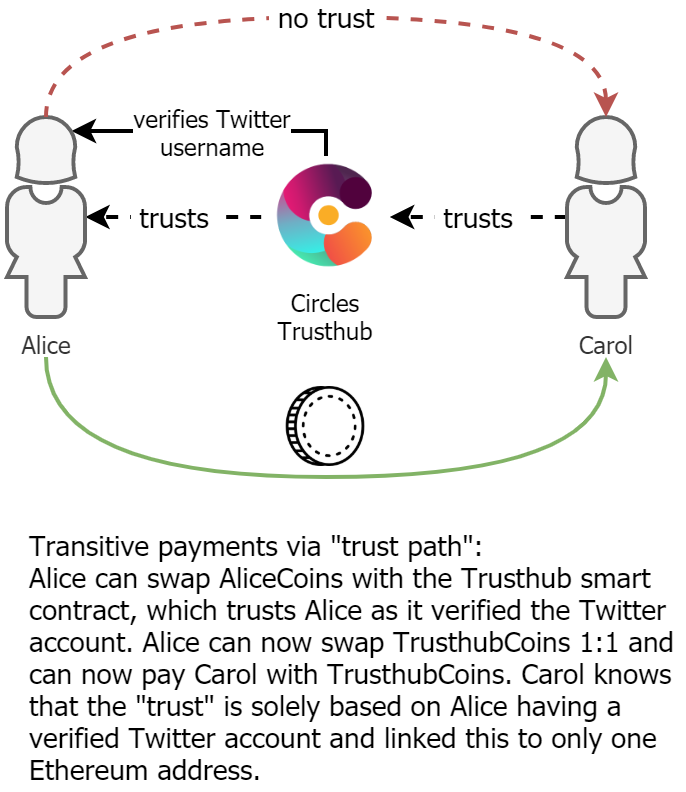 no trust
verifies Twitter
username
trusts
trusts
Circles
Trusthub
Alice
Carol
Transitive payments via "trust path":
Alice can swap AliceCoins with the Trusthub smart
contract, which trusts Alice as it verified the Twitter
account. Alice can now swap TrusthubCoins 1:1 and
can now pay Carol with TrusthubCoins. Carol knows
that the "trust" is solely based on Alice having a
verified Twitter account and linked this to only one
Ethereum address.